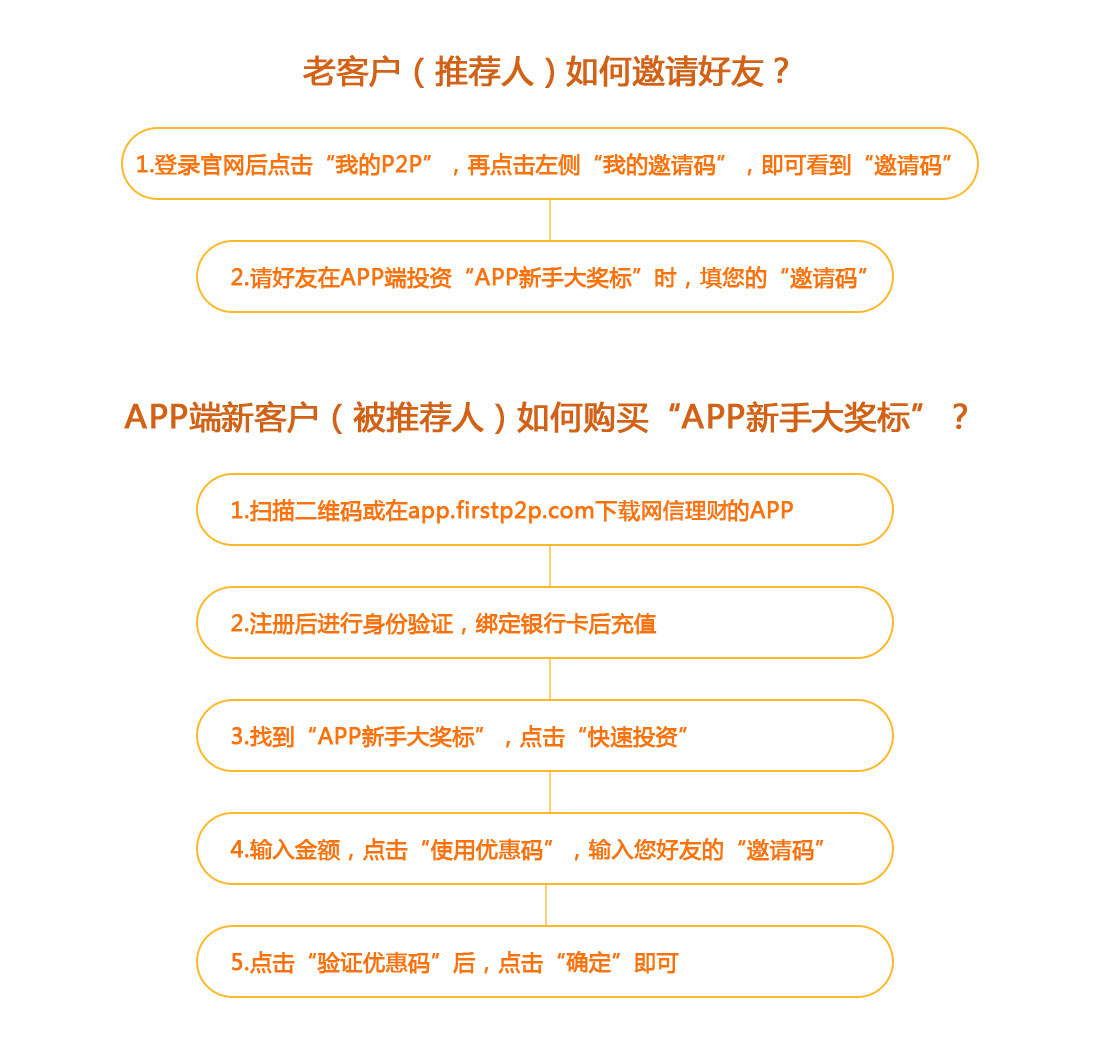 老客户（推荐人）如何邀请好友？
1.登录官网后点击“我的P2P”，再点击左侧“我的邀请码”，即可看到“邀请码”
2.请好友在APP端投资“APP新手大奖标”时，填您的“邀请码”
APP端新客户（被推荐人）如何购买“APP新手大奖标”？
1.扫描二维码或在app.firstp2p.com下载网信理财的APP
2.注册后进行身份验证，绑定银行卡后充值
3.找到“APP新手大奖标”，点击“快速投资”
4.输入金额，点击“使用优惠码”，输入您好友的“邀请码”
5.点击“验证优惠码”后，点击“确定”即可